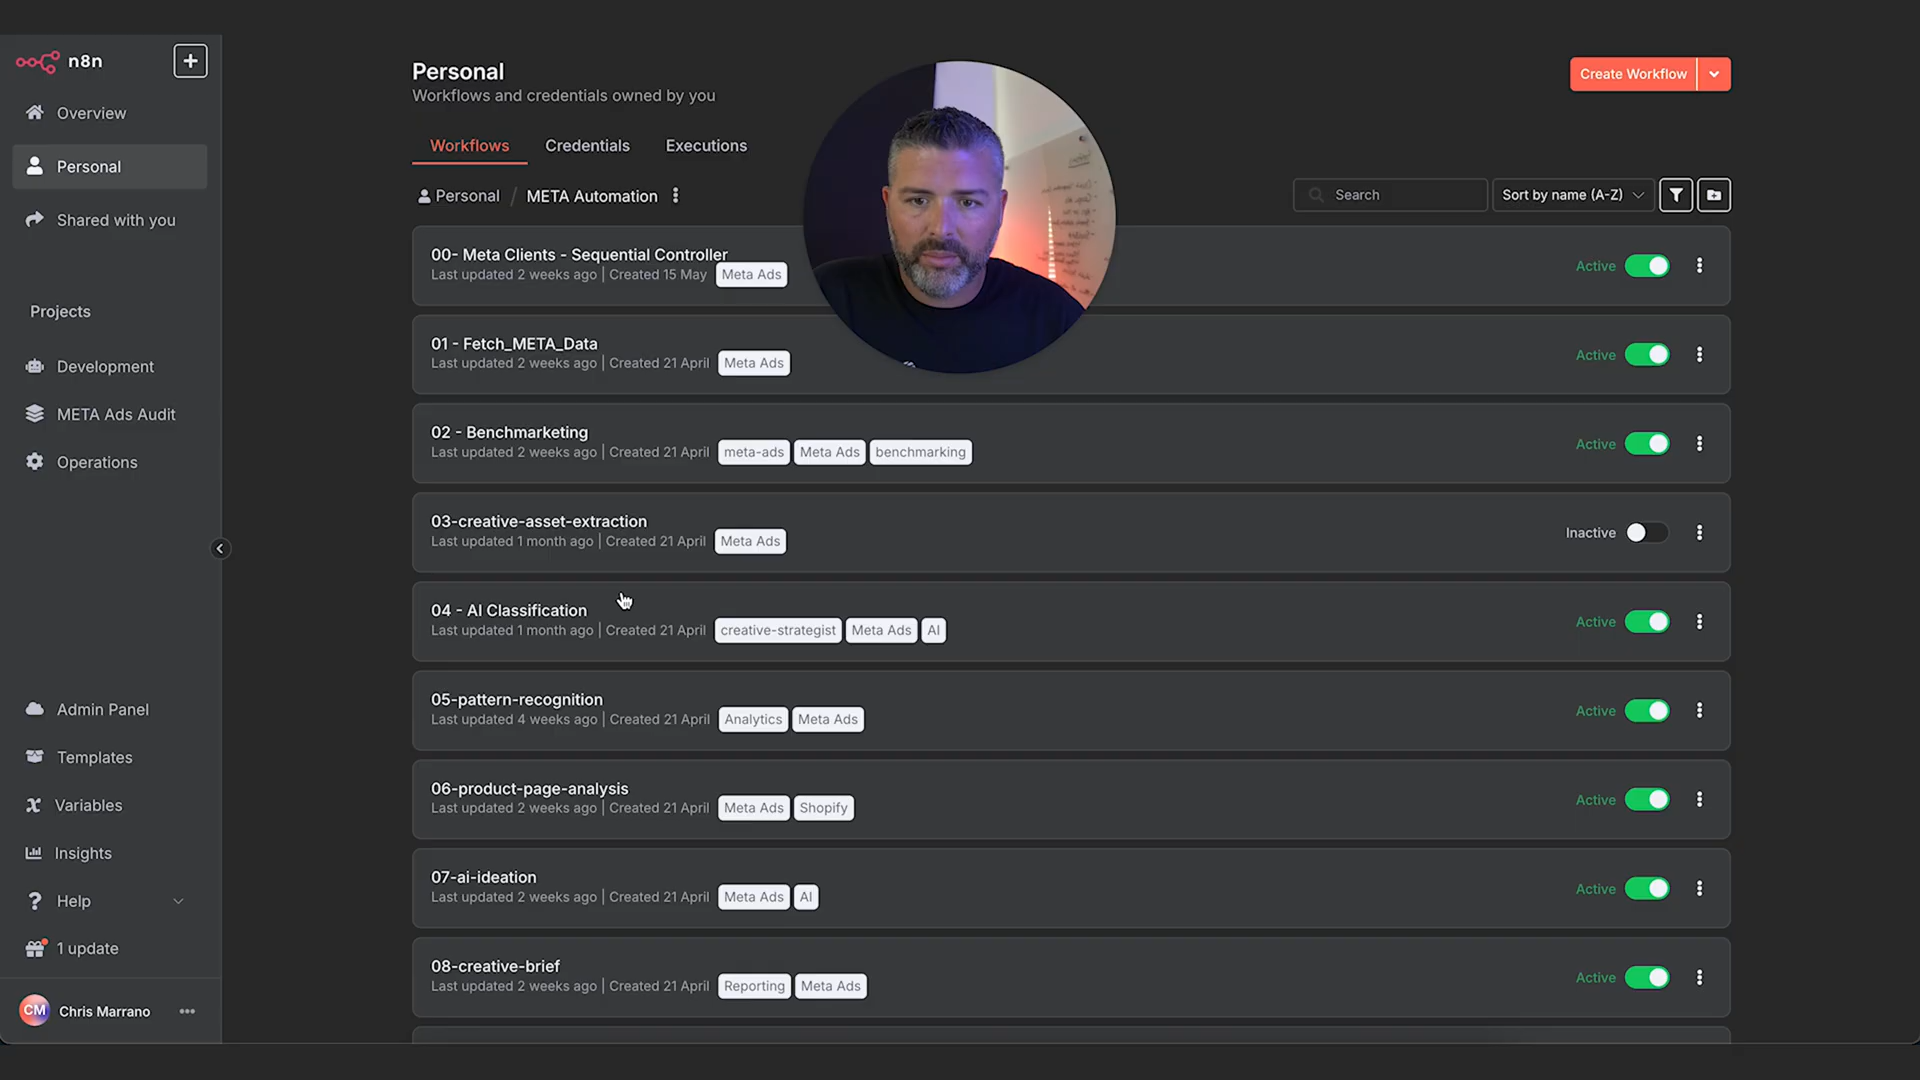 n8n
Overview
Personal
Shared with you
Projects
Development
META Ads Audit
Operations
Admin Panel
Templates
Variables
Insights
Help
1 update
CM
Chris Marrano
Personal
Workflows and credentials owned by you
Create Workflow
Workflows Credentials Executions
Personal / META Automation
Search
Sort by name (A-Z)
00- Meta Clients - Sequential Controller
Last updated 2 weeks ago | Created 15 May Meta Ads
Active
01 - Fetch_META_Data
Last updated 2 weeks ago | Created 21 April Meta Ads
Active
02 - Benchmarketing
Last updated 2 weeks ago | Created 21 April meta-ads Meta Ads benchmarking
Active
03-creative-asset-extraction
Last updated 1 month ago | Created 21 April Meta Ads
Inactive
04 - AI Classification
Last updated 1 month ago | Created 21 April creative-strategist Meta Ads AI
Active
05-pattern-recognition
Last updated 4 weeks ago | Created 21 April Analytics Meta Ads
Active
06-product-page-analysis
Last updated 2 weeks ago | Created 21 April Meta Ads Shopify
Active
07-ai-ideation
Last updated 2 weeks ago | Created 21 April Meta Ads AI
Active
08-creative-brief
Last updated 2 weeks ago | Created 21 April Reporting Meta Ads
Active